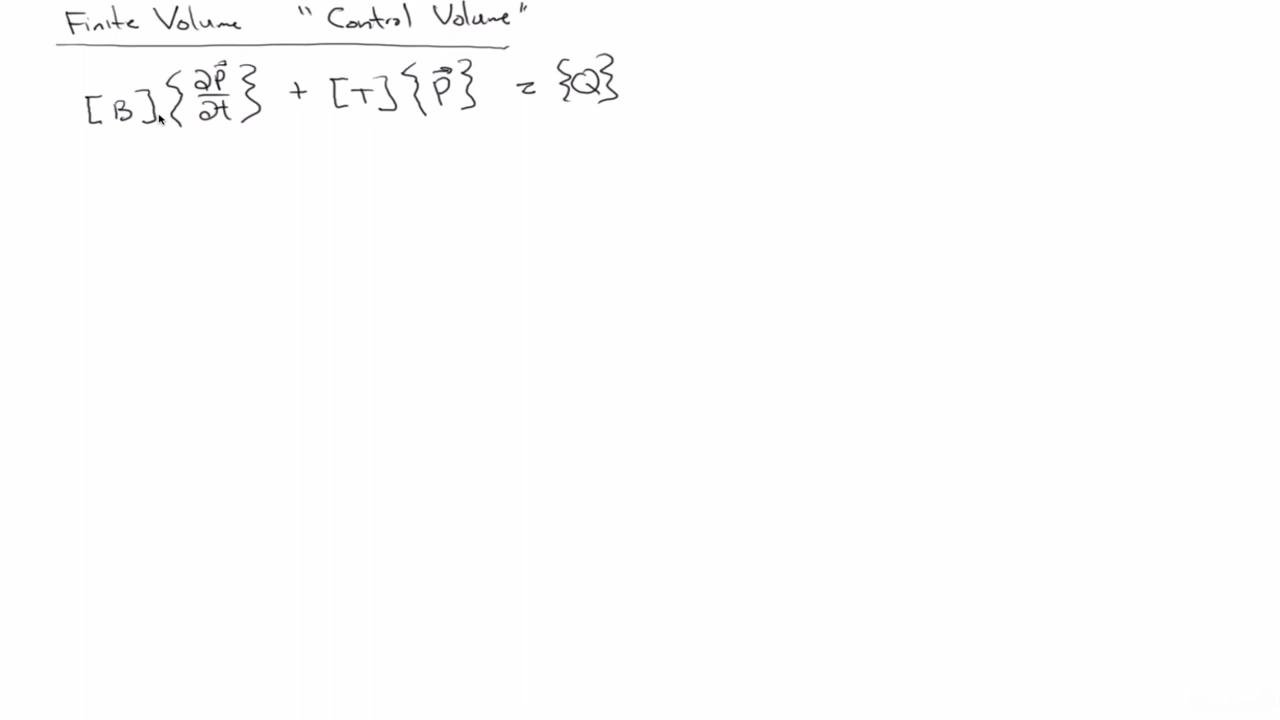 Finite Volume " Control Volume "
[B]{∂p⃗/∂t} + [T]{P⃗} = {Q}